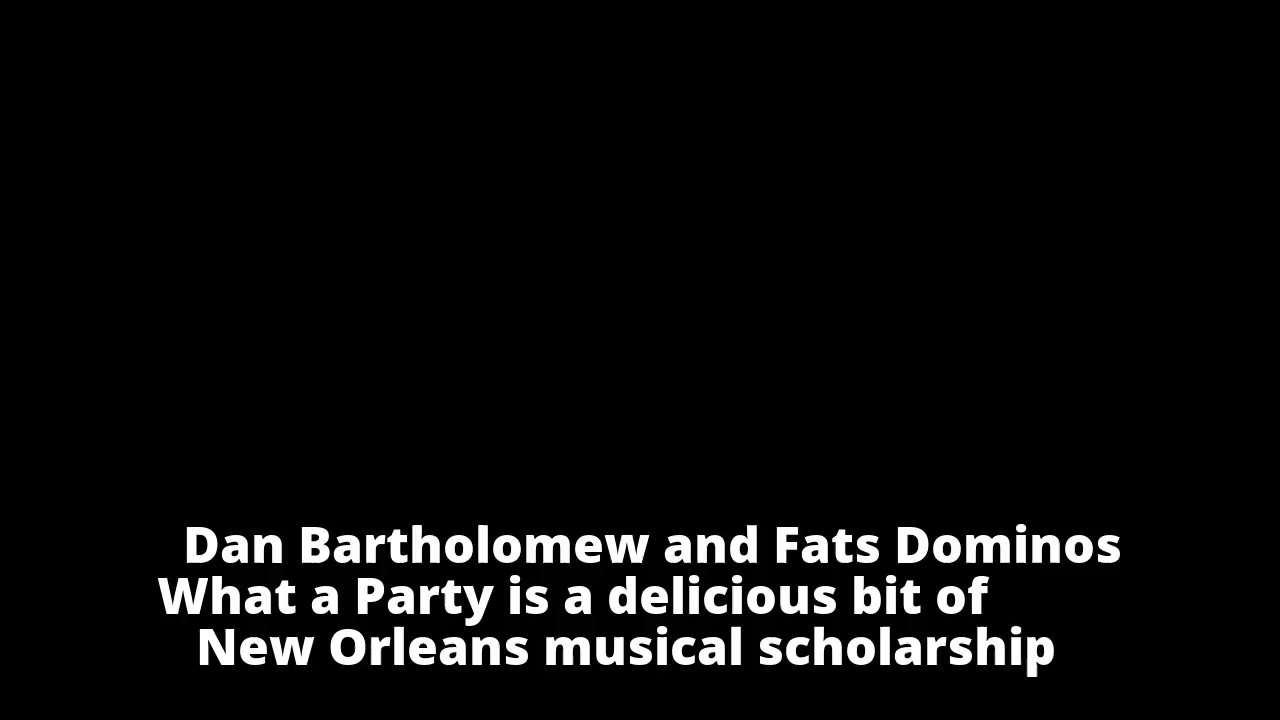 Dan Bartholomew and Fats Dominos
What a Party is a delicious bit of
New Orleans musical scholarship